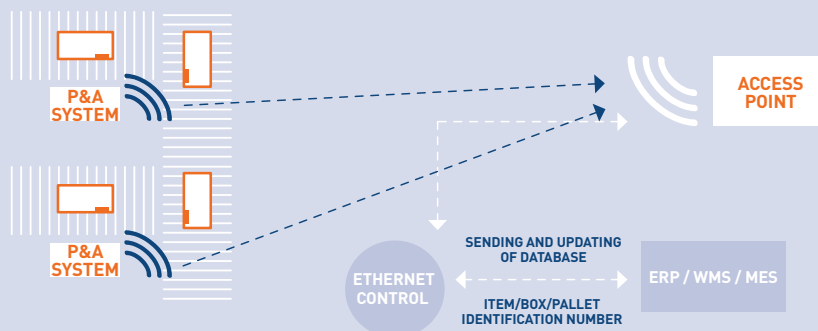 P&A
SYSTEM
ACCESS
POINT
P&A
SYSTEM
SENDING AND UPDATING
OF DATABASE
ETHERNET
CONTROL
ERP / WMS / MES
ITEM/BOX/PALLET
IDENTIFICATION NUMBER